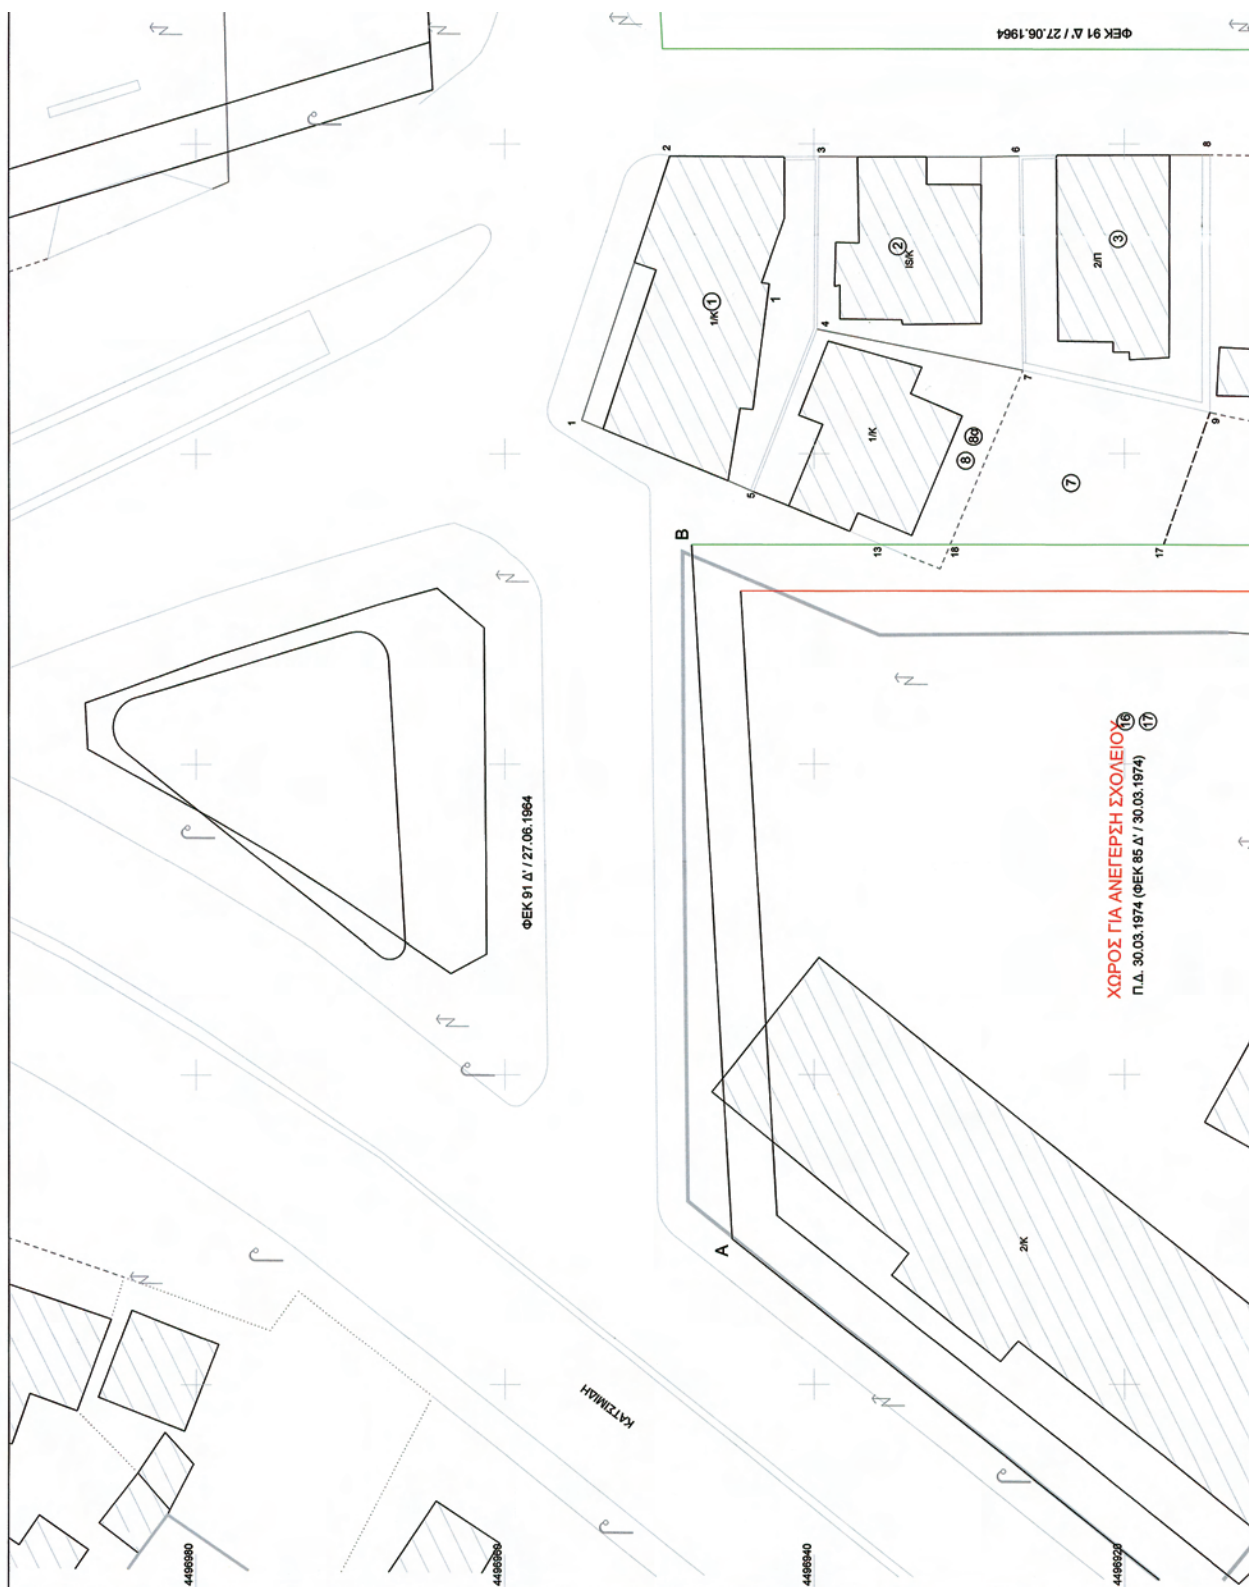 ΦΕΚ 91 Δ' / 27.06.1964
2
3
6
8
1/Κ
1
1
2
IS/K
3
2/Π
4
7
1
5
1/Κ
8
8α
9
7
Β
13
18
17
ΦΕΚ 91 Δ' / 27.06.1964
ΧΩΡΟΣ ΓΙΑ ΑΝΕΓΕΡΣΗ ΣΧΟΛΕΙΟΥ
Π.Δ. 30.03.1974 (ΦΕΚ 85 Δ' / 30.03.1974)
16
17
Α
2/Κ
ΚΑΤΣΙΜΙΔΗ
4496980
4496960
4496940
4496920